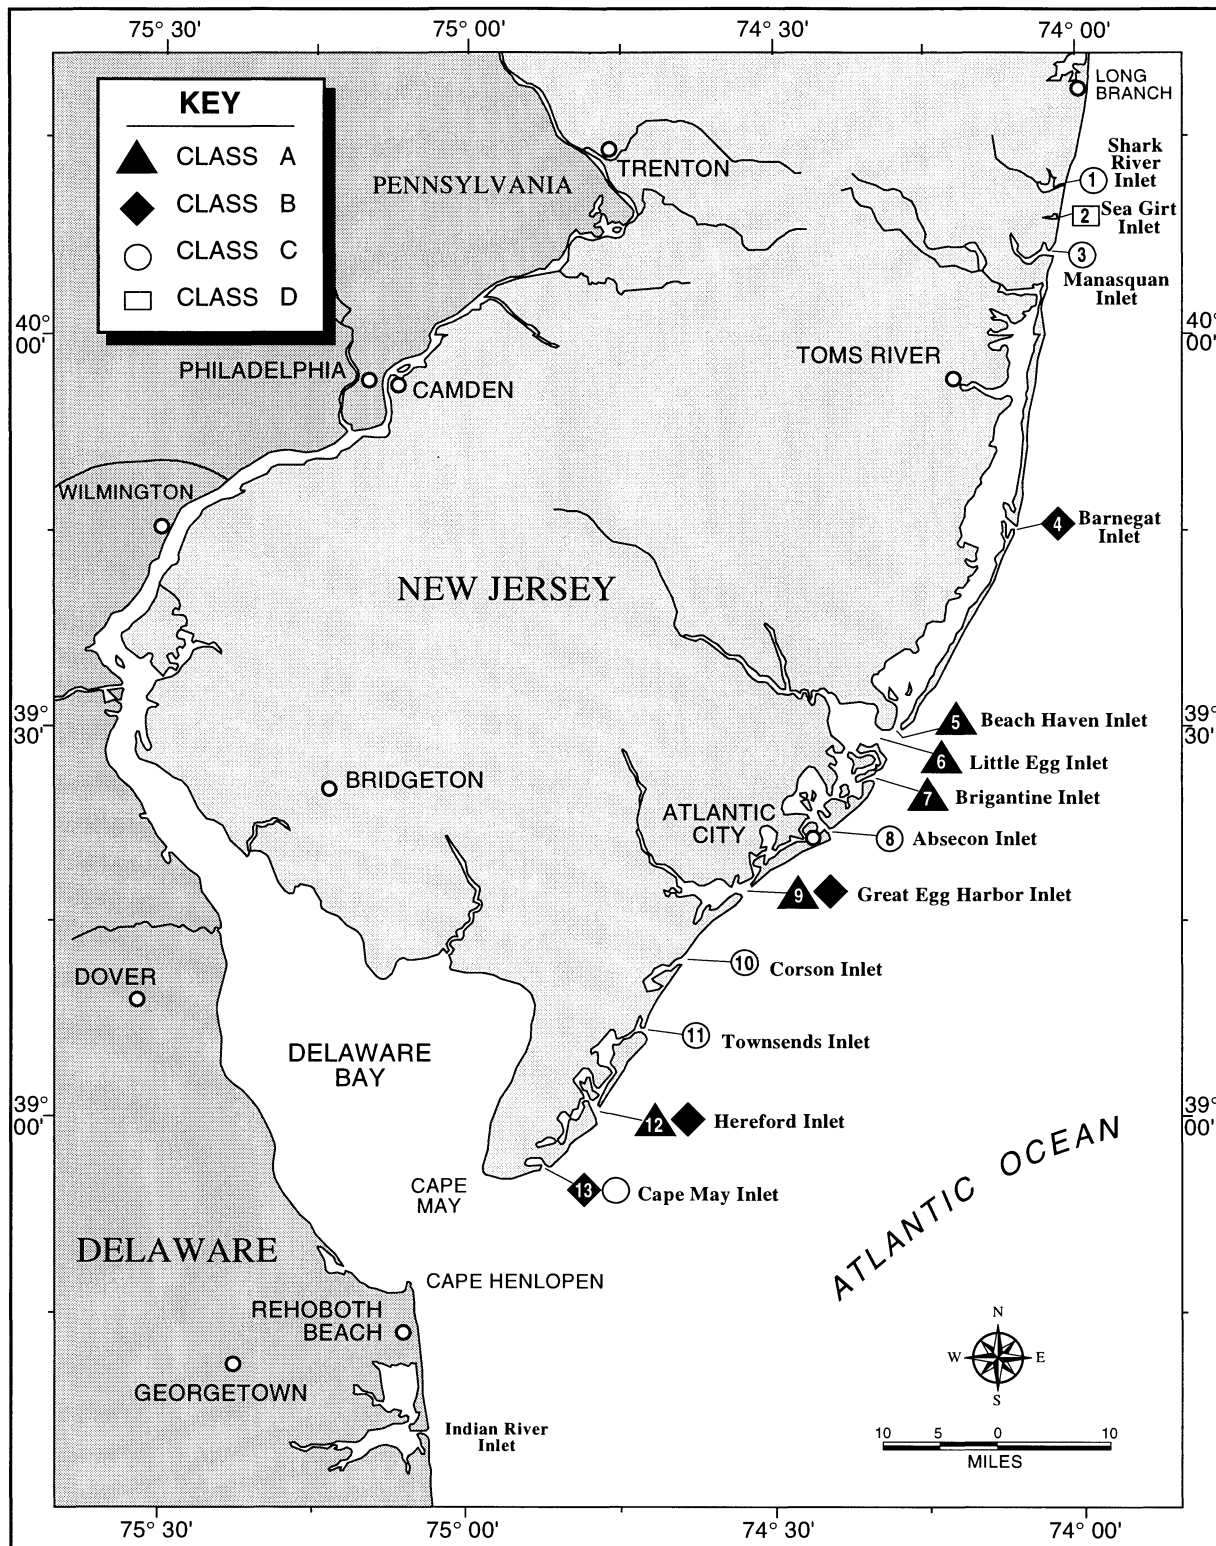 75° 30'
75° 00'
74° 30'
74° 00'
KEY
CLASS A
CLASS B
CLASS C
CLASS D
LONG
BRANCH
Shark
River
Inlet
1
TRENTON
PENNSYLVANIA
2
Sea Girt
Inlet
3
Manasquan
Inlet
40°
00'
40°
00'
PHILADELPHIA
CAMDEN
TOMS RIVER
WILMINGTON
4
Barnegat
Inlet
NEW JERSEY
39°
30'
39°
30'
5
Beach Haven Inlet
6
Little Egg Inlet
7
Brigantine Inlet
BRIDGETON
ATLANTIC
CITY
8
Absecon Inlet
9
Great Egg Harbor Inlet
10
Corson Inlet
DOVER
11
Townsends Inlet
DELAWARE
BAY
39°
00'
39°
00'
12
Hereford Inlet
13
Cape May Inlet
CAPE
MAY
ATLANTIC OCEAN
DELAWARE
CAPE HENLOPEN
REHOBOTH
BEACH
GEORGETOWN
Indian River
Inlet
N
W
E
S
10 5 0 10
MILES
75° 30'
75° 00'
74° 30'
74° 00'